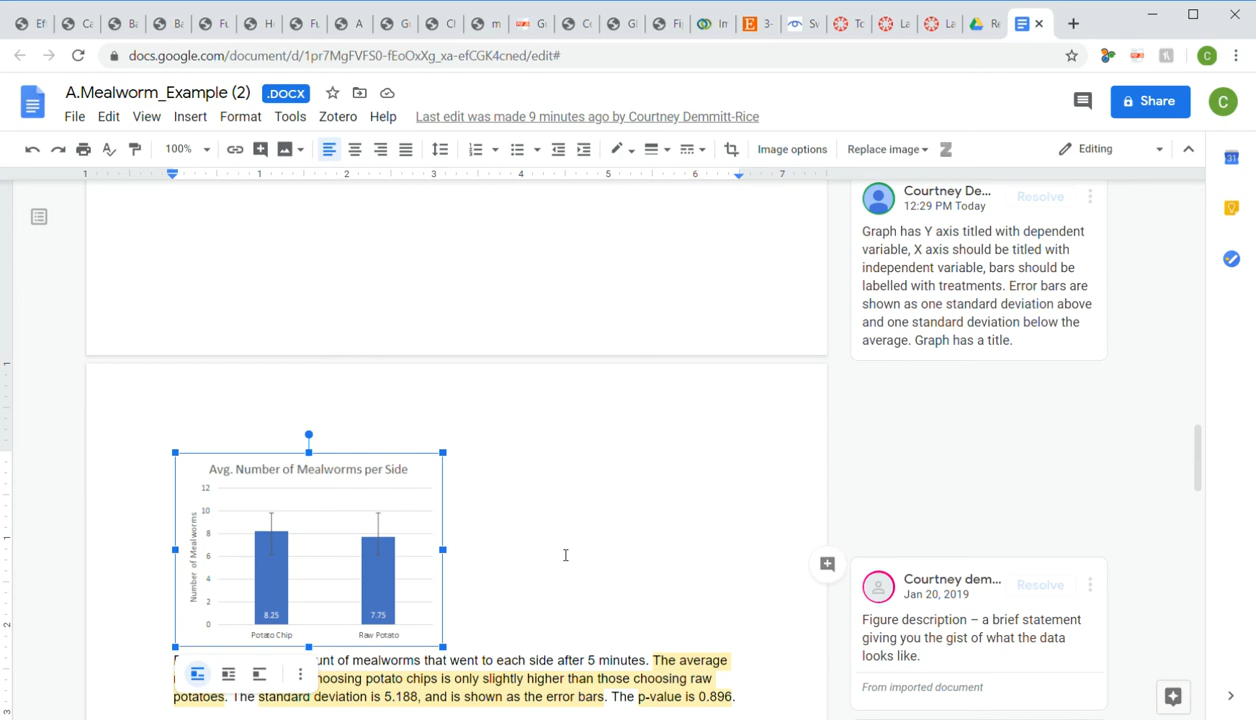 docs.google.com/document/d/1pr7MgFVFS0-fEoOxXg_xa-efCGK4cned/edit#
A.Mealworm_Example (2) .DOCX
Share
C
File Edit View Insert Format Tools Zotero Help Last edit was made 9 minutes ago by Courtney Demmitt-Rice
100% Image options Replace image Editing
1 1 2 3 4 5 6 7
Courtney De...
Resolve
12:29 PM Today
Graph has Y axis titled with dependent
variable, X axis should be titled with
independent variable, bars should be
labelled with treatments. Error bars are
shown as one standard deviation above
and one standard deviation below the
average. Graph has a title.
Avg. Number of Mealworms per Side
12
10
8
6
4
2
0
Number of Mealworms
8.25 7.75
Potato Chip Raw Potato
Courtney dem...
Resolve
Jan 20, 2019
Figure description – a brief statement
giving you the gist of what the data
looks like.
From imported document
unt of mealworms that went to each side after 5 minutes. The average
hoosing potato chips is only slightly higher than those choosing raw
potatoes. The standard deviation is 5.188, and is shown as the error bars. The p-value is 0.896.